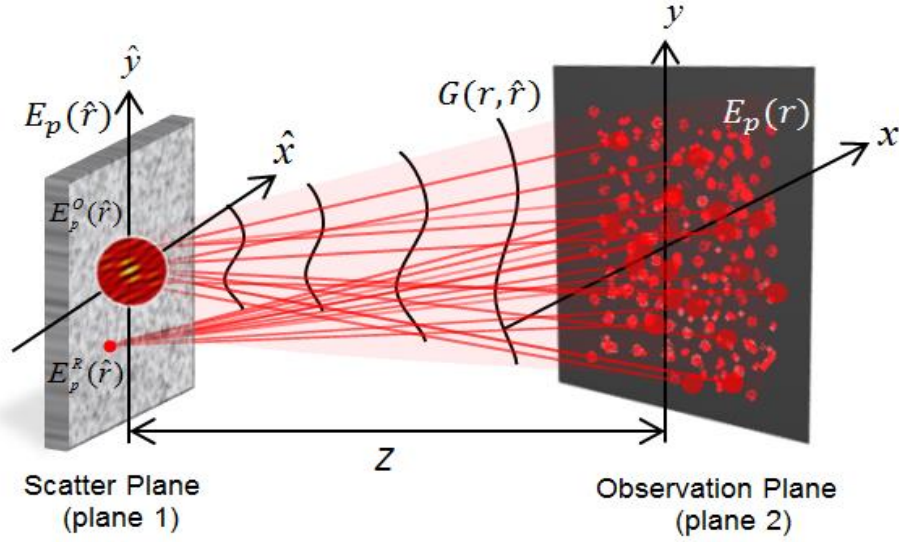 ŷ
y
E_p(r̂)
G(r, r̂)
E_p(r)
x̂
x
E_p^O(r̂)
E_p^R(r̂)
Z
Scatter Plane
(plane 1)
Observation Plane
(plane 2)